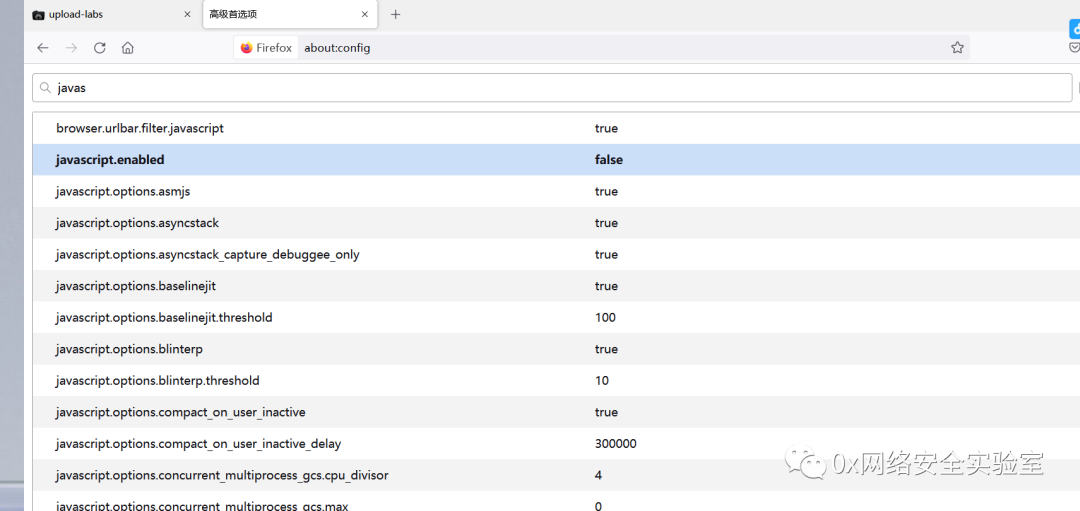 upload-labs
高级首选项
Firefox about:config
javas
browser.urlbar.filter.javascript true
javascript.enabled false
javascript.options.asmjs true
javascript.options.asyncstack true
javascript.options.asyncstack_capture_debuggee_only true
javascript.options.baselinejit true
javascript.options.baselinejit.threshold 100
javascript.options.blinterp true
javascript.options.blinterp.threshold 10
javascript.options.compact_on_user_inactive true
javascript.options.compact_on_user_inactive_delay 300000
javascript.options.concurrent_multiprocess_gcs.cpu_divisor 4
javascript.options.concurrent_multiprocess_gcs.max 0
0x网络安全实验室